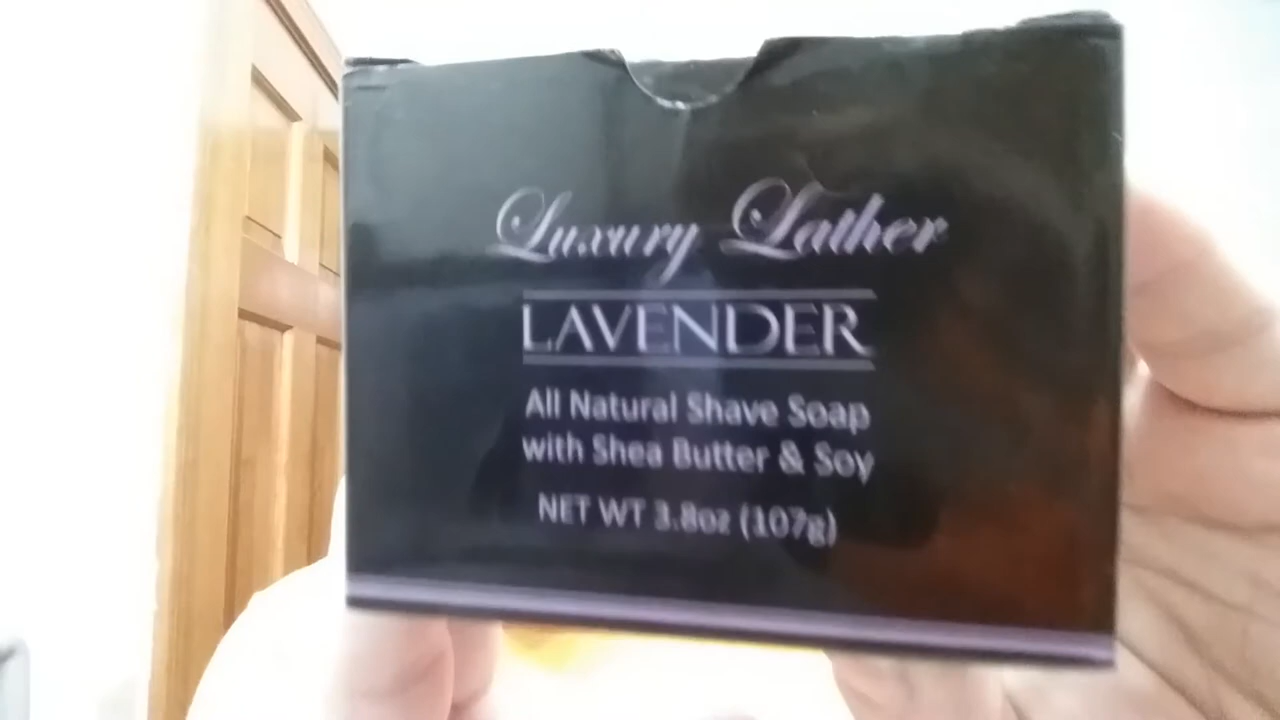 Luxury Lather
LAVENDER
All Natural Shave Soap
with Shea Butter & Soy
NET WT 3.8oz (107g)